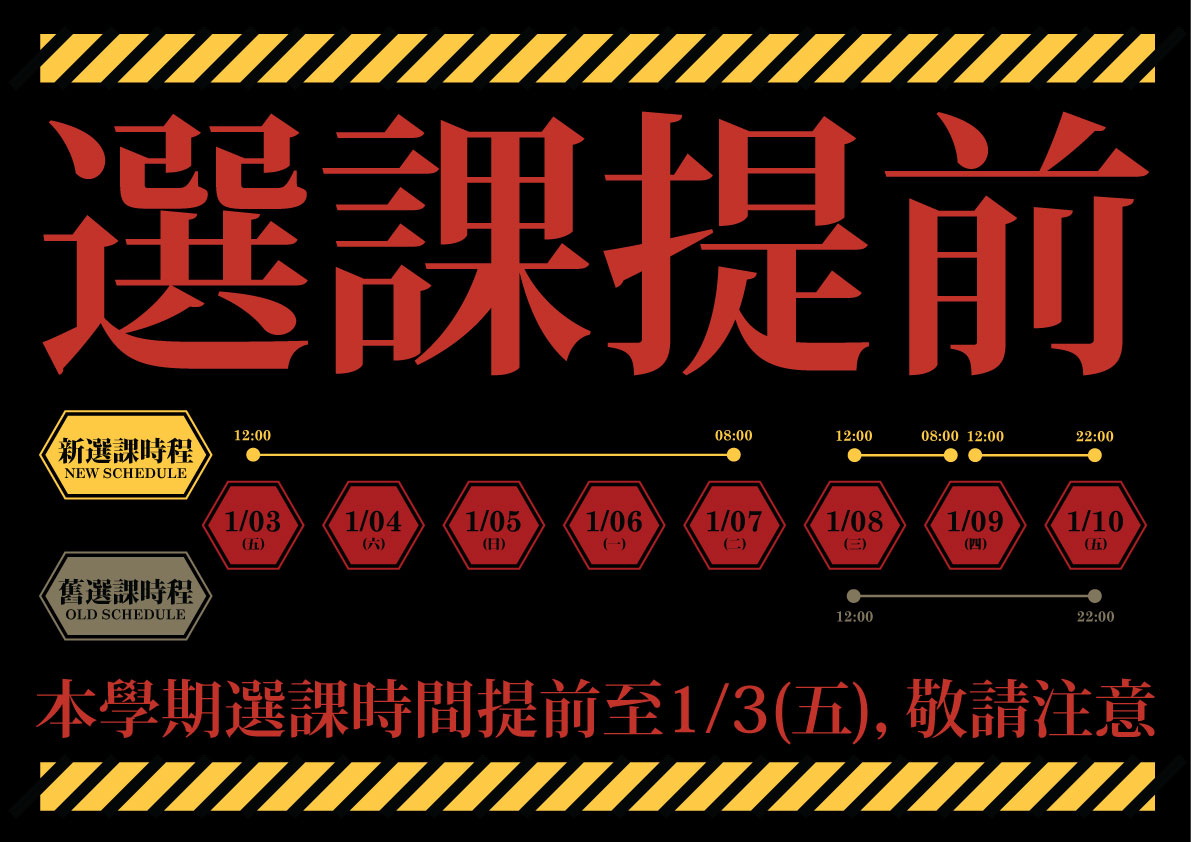 選課提前
新選課時程
NEW SCHEDULE
12:00 08:00 12:00 08:00 12:00 22:00
1/03 1/04 1/05 1/06 1/07 1/08 1/09 1/10
(五) (六) (日) (一) (二) (三) (四) (五)
舊選課時程
OLD SCHEDULE
12:00 22:00
本學期選課時間提前至1/3(五), 敬請注意